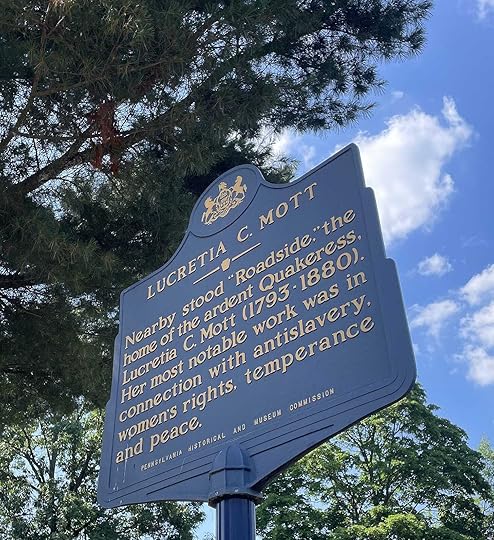 LUCRETIA C. MOTT
Nearby stood "Roadside," the
home of the ardent Quakeress,
Lucretia C. Mott (1793-1880).
Her most notable work was in
connection with antislavery,
women's rights, temperance
and peace.
PENNSYLVANIA HISTORICAL AND MUSEUM COMMISSION